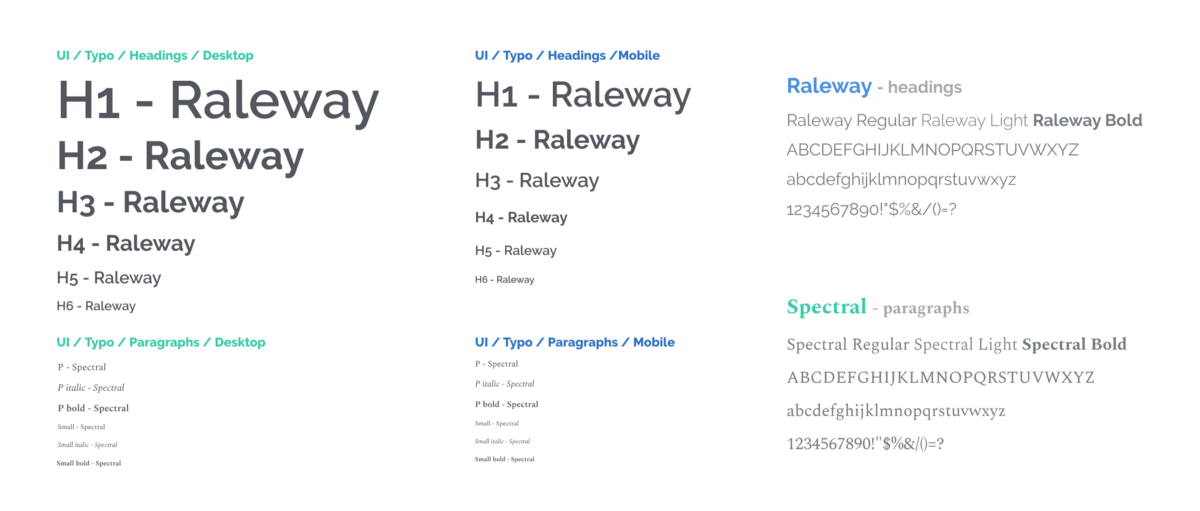 UI / Typo / Headings / Desktop
H1 - Raleway
H2 - Raleway
H3 - Raleway
H4 - Raleway
H5 - Raleway
H6 - Raleway
UI / Typo / Paragraphs / Desktop
P - Spectral
P italic - Spectral
P bold - Spectral
Small - Spectral
Small italic - Spectral
Small bold - Spectral
UI / Typo / Headings /Mobile
H1 - Raleway
H2 - Raleway
H3 - Raleway
H4 - Raleway
H5 - Raleway
H6 - Raleway
UI / Typo / Paragraphs / Mobile
P - Spectral
P italic - Spectral
P bold - Spectral
Small - Spectral
Small italic - Spectral
Small bold - Spectral
Raleway - headings
Raleway Regular Raleway Light Raleway Bold
ABCDEFGHIJKLMNOPQRSTUVWXYZ
abcdefghijklmnopqrstuvwxyz
1234567890!"$%&/()=?
Spectral - paragraphs
Spectral Regular Spectral Light Spectral Bold
ABCDEFGHIJKLMNOPQRSTUVWXYZ
abcdefghijklmnopqrstuvwxyz
1234567890!"$%&/()=?